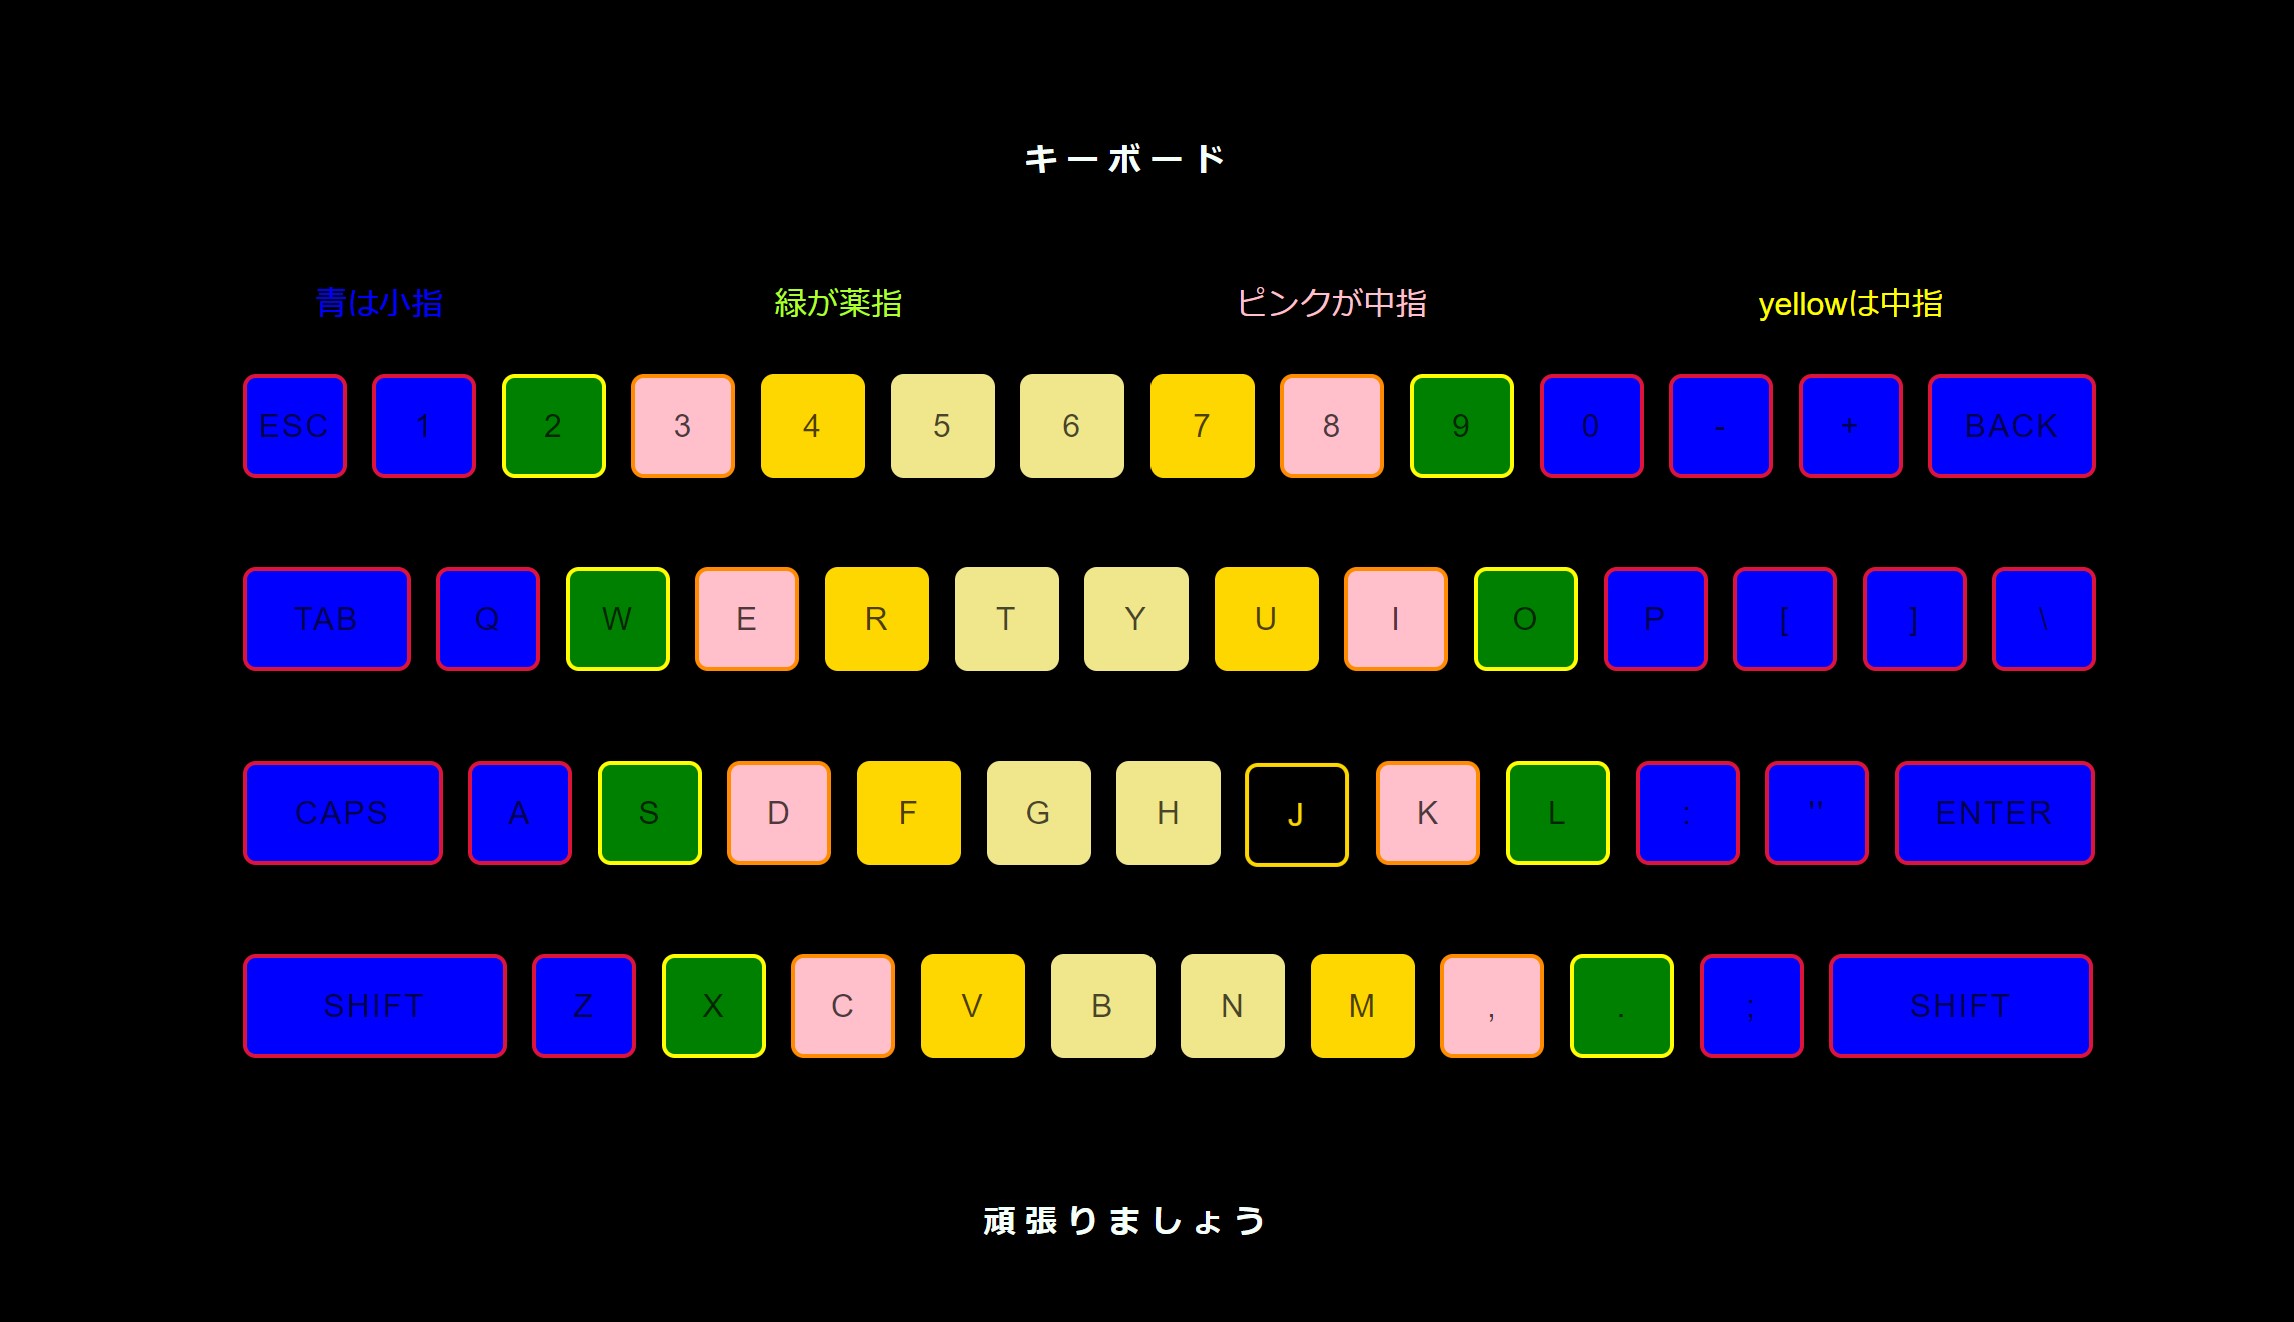 キーボード
青は小指 緑が薬指 ピンクが中指 yellowは中指
ESC 1 2 3 4 5 6 7 8 9 0 - + BACK
TAB Q W E R T Y U I O P [ ] \
CAPS A S D F G H J K L : " ENTER
SHIFT Z X C V B N M , . ; SHIFT
頑張りましょう